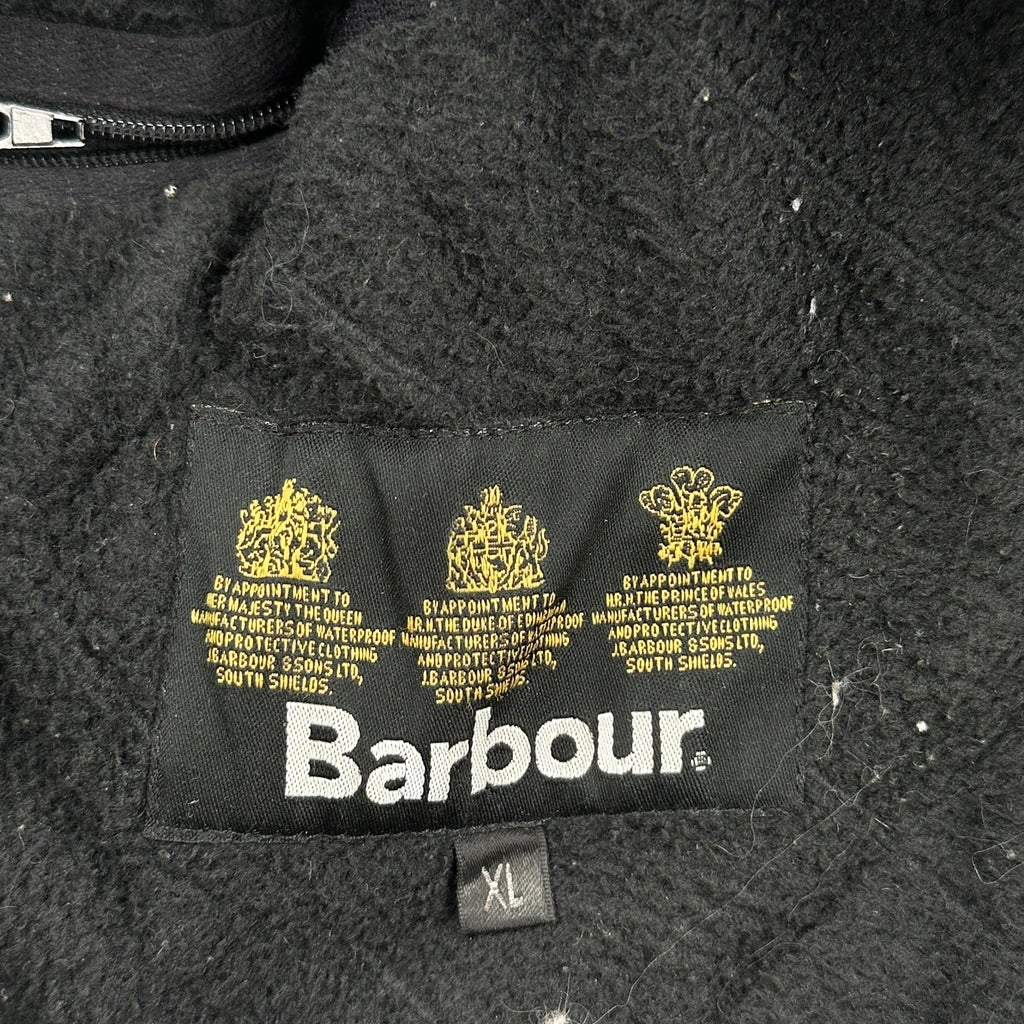 BY APPOINTMENT TO
HER MAJESTY THE QUEEN
MANUFACTURERS OF WATERPROOF
AND PROTECTIVE CLOTHING
J.BARBOUR & SONS LTD,
SOUTH SHIELDS.
BY APPOINTMENT TO
H.R.H. THE DUKE OF EDINBURGH
MANUFACTURERS OF WATERPROOF
AND PROTECTIVE CLOTHING
J.BARBOUR & SONS LTD,
SOUTH SHIELDS.
BY APPOINTMENT TO
H.R.H. THE PRINCE OF WALES
MANUFACTURERS OF WATERPROOF
AND PROTECTIVE CLOTHING
J.BARBOUR & SONS LTD,
SOUTH SHIELDS.
Barbour®
XL